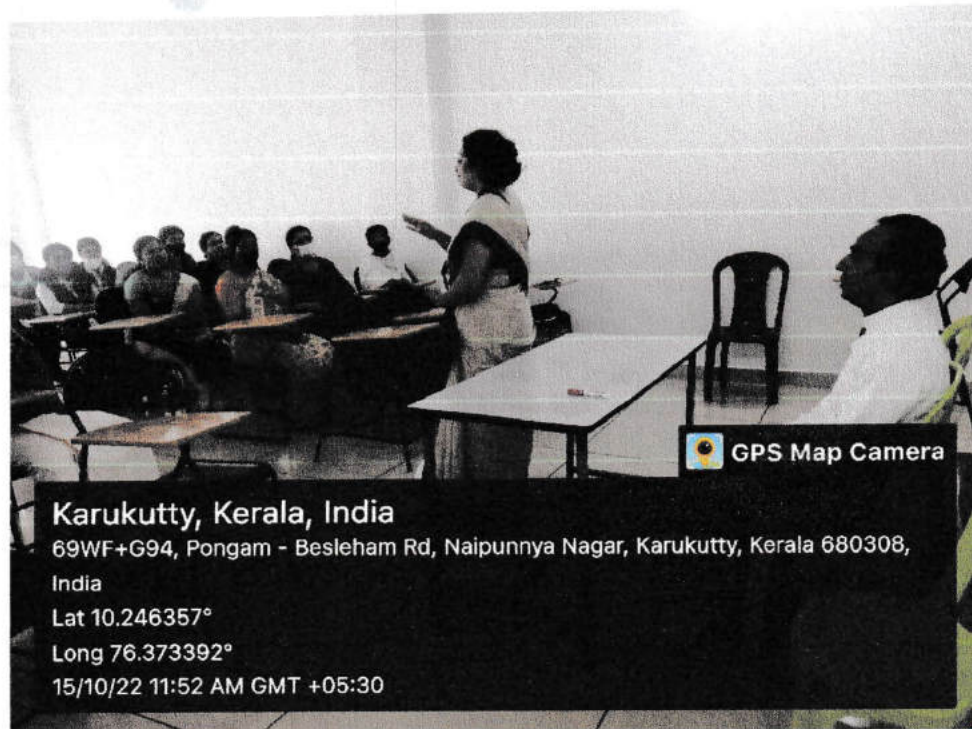 GPS Map Camera
Karukutty, Kerala, India
69WF+G94, Pongam - Besleham Rd, Naipunnya Nagar, Karukutty, Kerala 680308,
India
Lat 10.246357°
Long 76.373392°
15/10/22 11:52 AM GMT +05:30